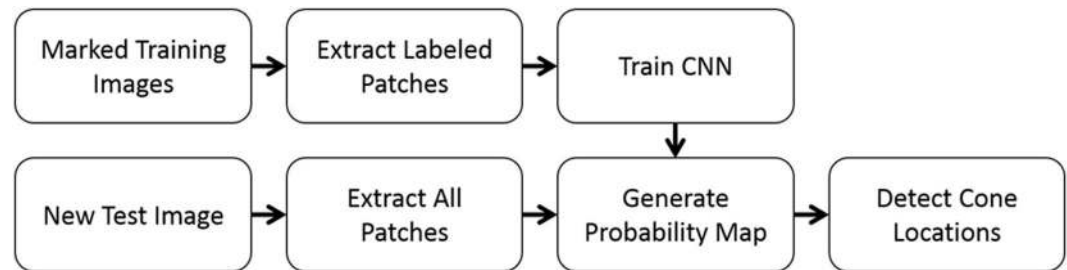 Marked Training
Images
Extract Labeled
Patches
Train CNN
New Test Image
Extract All
Patches
Generate
Probability Map
Detect Cone
Locations